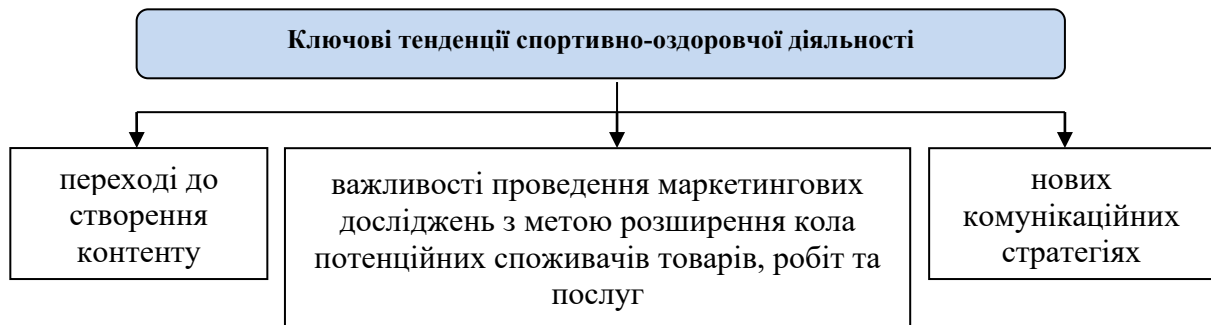 Ключові тенденції спортивно-оздоровчої діяльності
переході до
створення
контенту
важливості проведення маркетингових
досліджень з метою розширення кола
потенційних споживачів товарів, робіт та
послуг
нових
комунікаційних
стратегіях